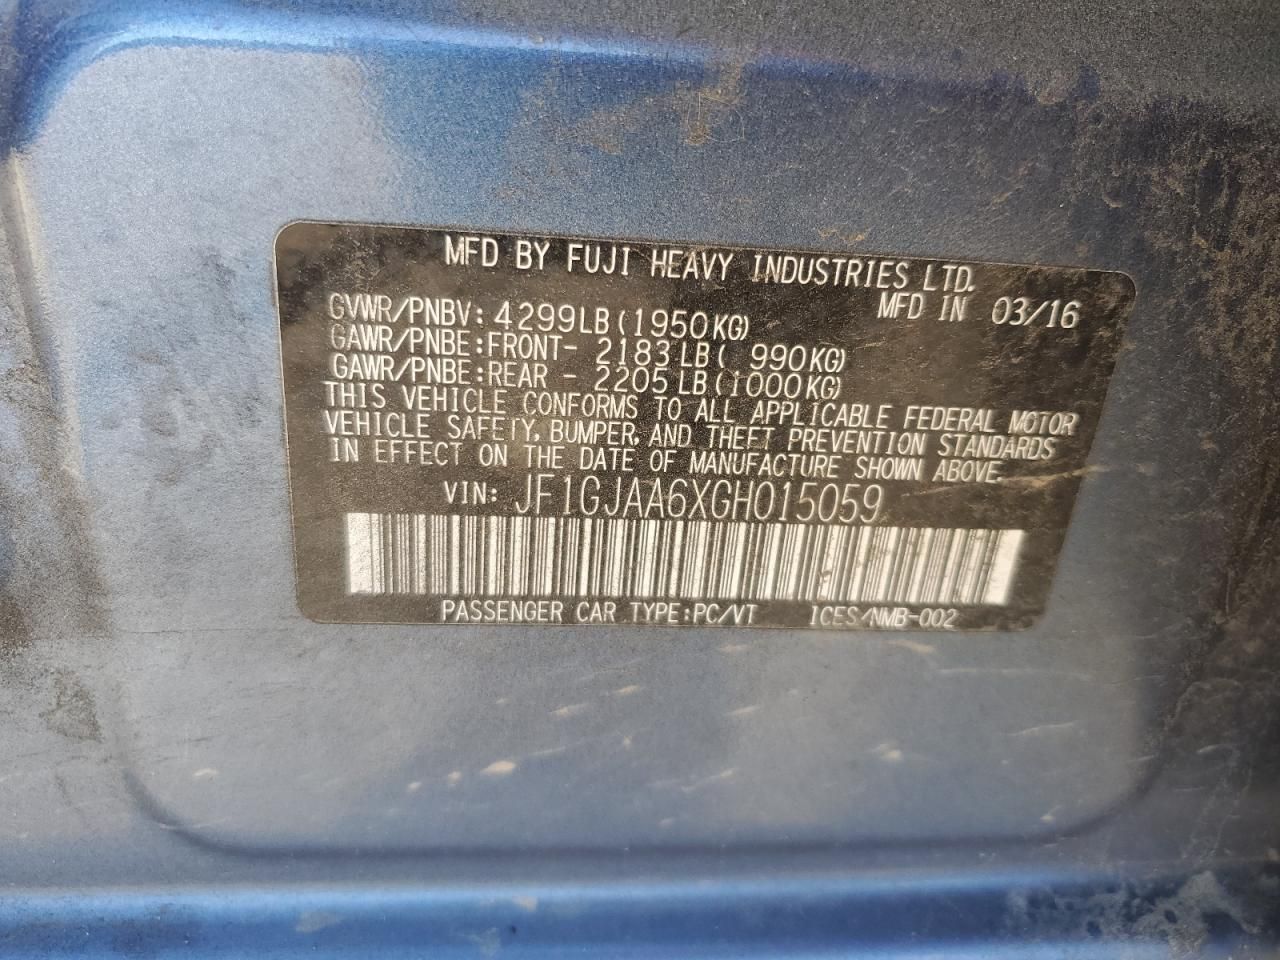 MFD BY FUJI HEAVY INDUSTRIES LTD.
MFD IN 03/16
GVWR/PNBV: 4299LB(1950KG)
GAWR/PNBE:FRONT- 2183LB( 990KG)
GAWR/PNBE:REAR - 2205LB(1000KG)
THIS VEHICLE CONFORMS TO ALL APPLICABLE FEDERAL MOTOR
VEHICLE SAFETY, BUMPER, AND THEFT PREVENTION STANDARDS
IN EFFECT ON THE DATE OF MANUFACTURE SHOWN ABOVE.
VIN: JF1GJAA6XGH015059
PASSENGER CAR TYPE:PC/VT ICES/NMB-002